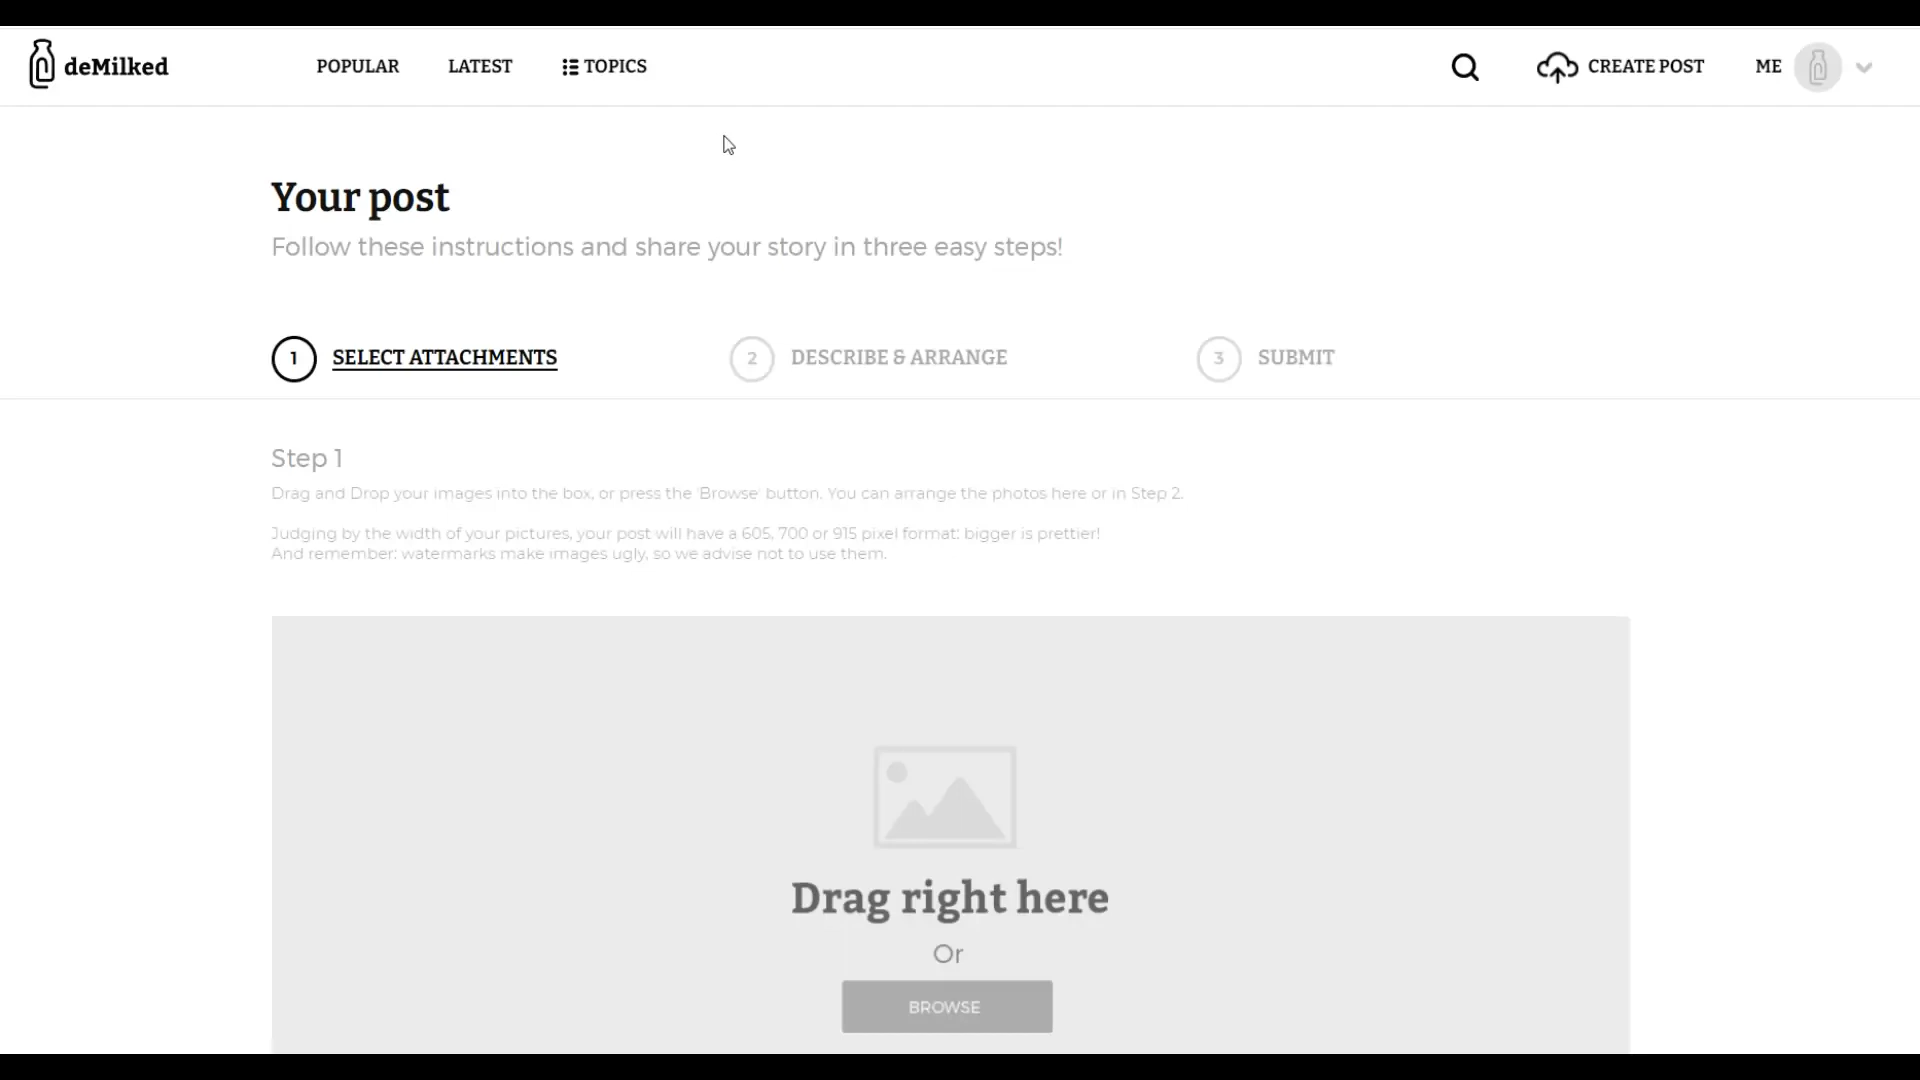 deMilked
POPULAR
LATEST
TOPICS
CREATE POST
ME
Your post
Follow these instructions and share your story in three easy steps!
1 SELECT ATTACHMENTS
2 DESCRIBE & ARRANGE
3 SUBMIT
Step 1
Drag and Drop your images into the box, or press the 'Browse' button. You can arrange the photos here or in Step 2.
Judging by the width of your pictures, your post will have a 605, 700 or 915 pixel format: bigger is prettier!
And remember: watermarks make images ugly, so we advise not to use them.
Drag right here
Or
BROWSE